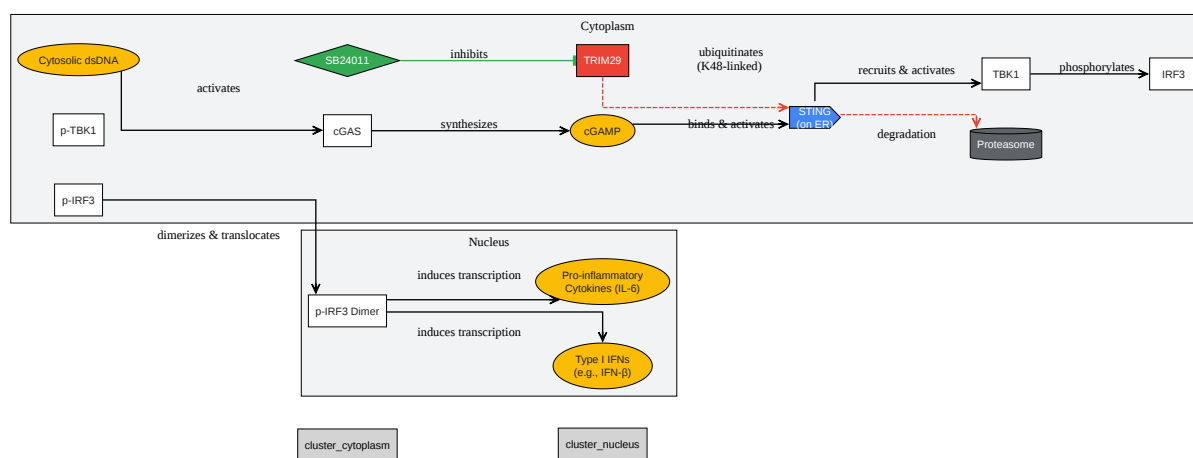 Cytoplasm
Cytosolic dsDNA
SB24011
inhibits
TRIM29
ubiquitinates
(K48-linked)
recruits & activates
TBK1
phosphorylates
IRF3
activates
p-TBK1
cGAS
synthesizes
cGAMP
binds & activates
STING
(on ER)
degradation
Proteasome
p-IRF3
dimerizes & translocates
Nucleus
induces transcription
Pro-inflammatory
Cytokines (IL-6)
p-IRF3 Dimer
induces transcription
Type I IFNs
(e.g., IFN-β)
cluster_cytoplasm
cluster_nucleus